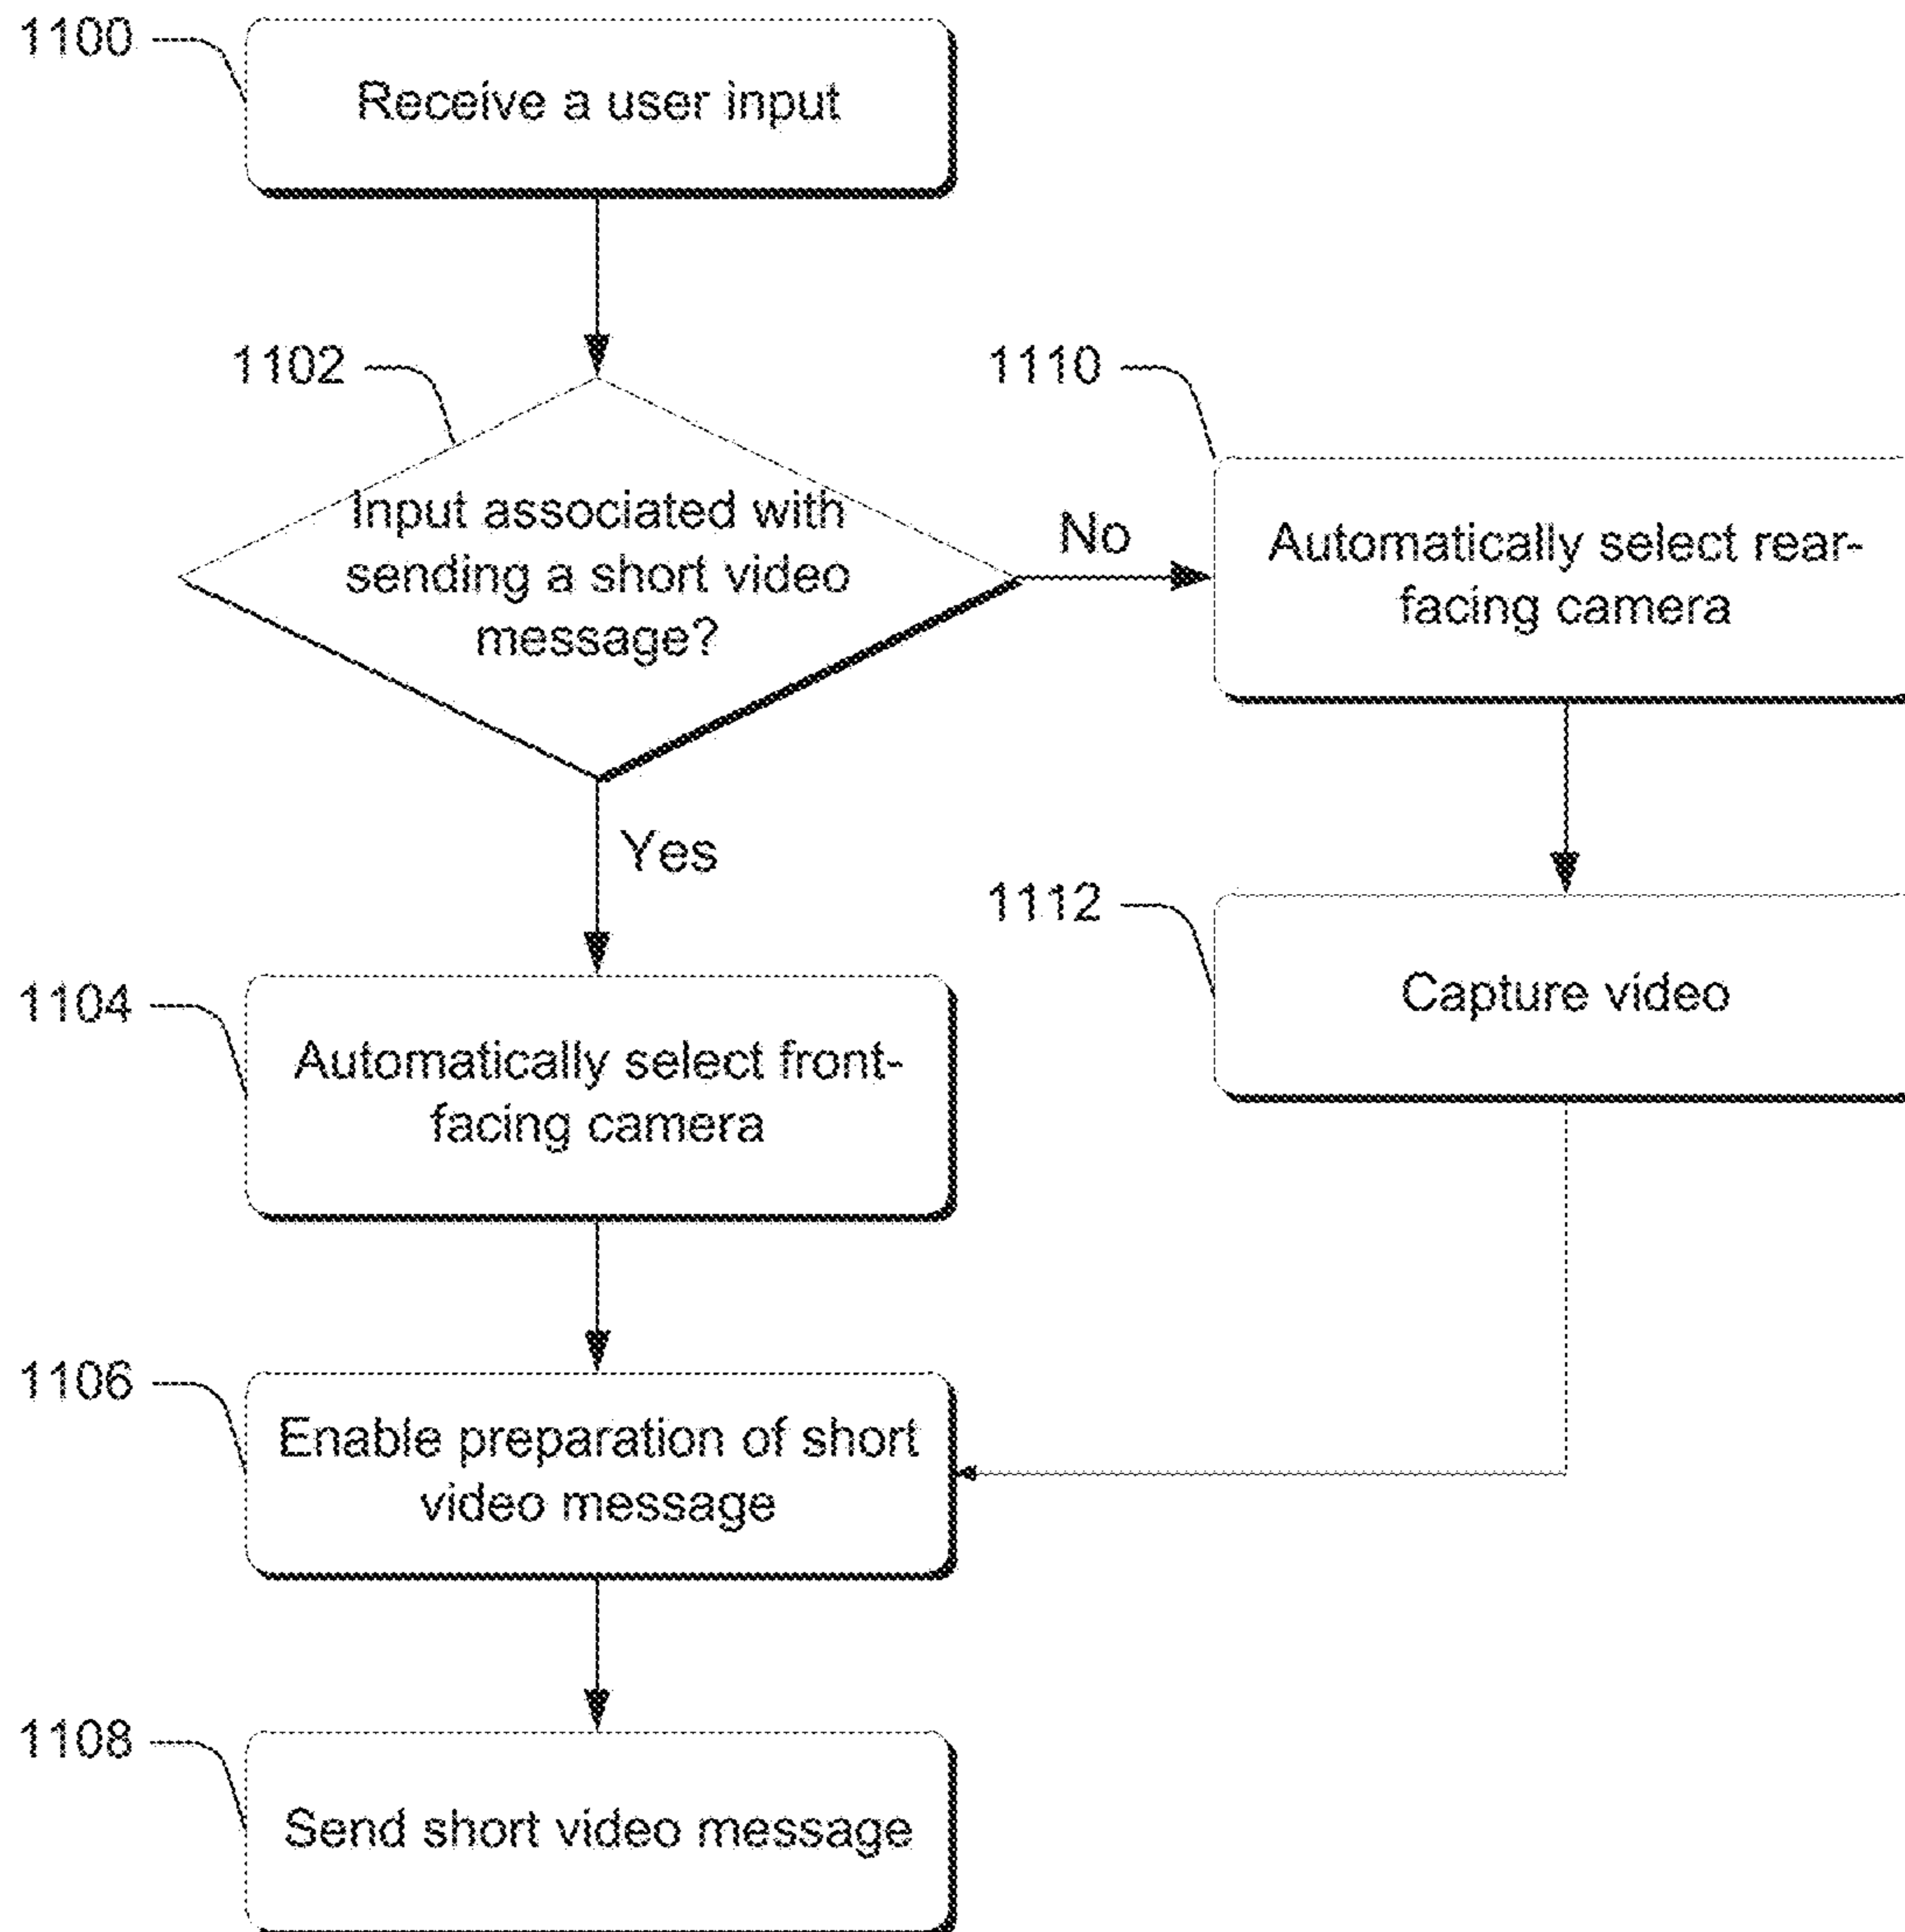 1100
Receive a user input
1102
Input associated with
sending a short video
message?
No
1110
Automatically select rear-
facing camera
Yes
1112
Capture video
1104
Automatically select front-
facing camera
1106
Enable preparation of short
video message
1108
Send short video message